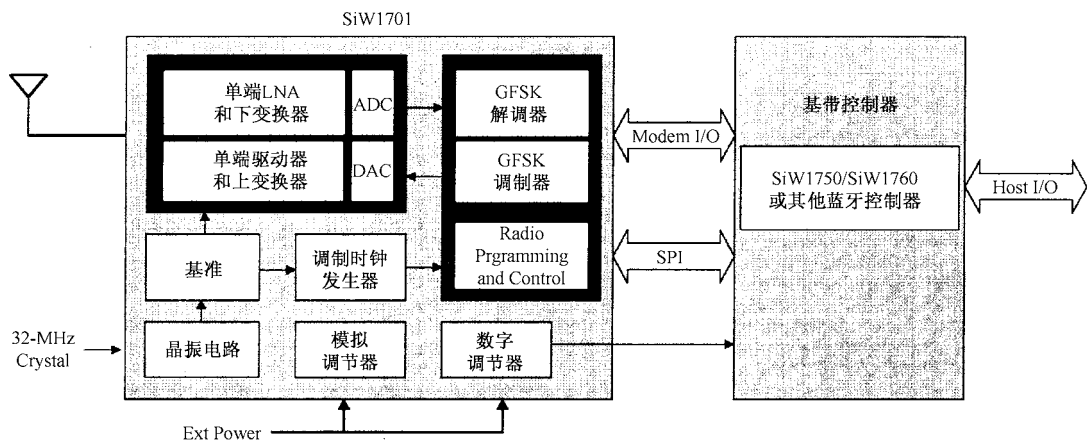 SiW1701
单端LNA
和下变换器
ADC
GFSK
解调器
单端驱动器
和上变换器
DAC
GFSK
调制器
基准
调制时钟
发生器
Radio
Prgramming
and Control
32-MHz
Crystal
晶振电路
模拟
调节器
数字
调节器
Ext Power
Modem I/O
SPI
基带控制器
SiW1750/SiW1760
或其他蓝牙控制器
Host I/O